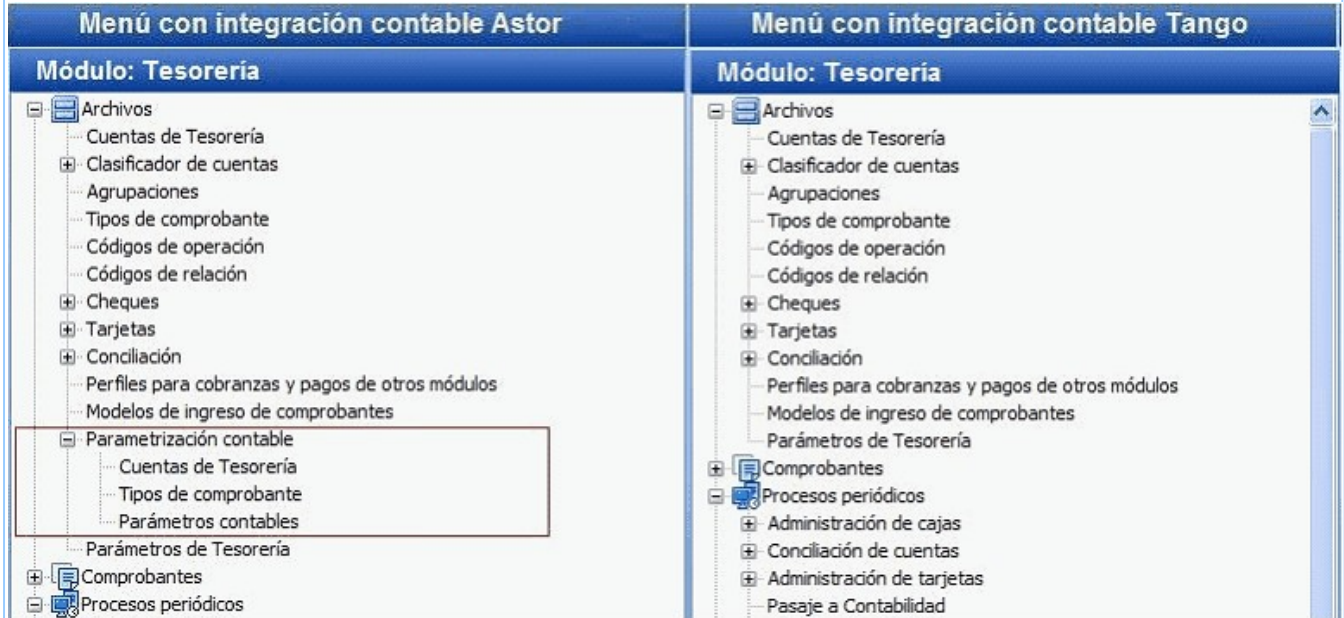 Menú con integración contable Astor
Módulo: Tesorería
Archivos
Cuentas de Tesorería
Clasificador de cuentas
Agrupaciones
Tipos de comprobante
Códigos de operación
Códigos de relación
Cheques
Tarjetas
Conciliación
Perfiles para cobranzas y pagos de otros módulos
Modelos de ingreso de comprobantes
Parametrización contable
Cuentas de Tesorería
Tipos de comprobante
Parámetros contables
Parámetros de Tesorería
Comprobantes
Procesos periódicos
Menú con integración contable Tango
Módulo: Tesorería
Archivos
Cuentas de Tesorería
Clasificador de cuentas
Agrupaciones
Tipos de comprobante
Códigos de operación
Códigos de relación
Cheques
Tarjetas
Conciliación
Perfiles para cobranzas y pagos de otros módulos
Modelos de ingreso de comprobantes
Parámetros de Tesorería
Comprobantes
Procesos periódicos
Administración de cajas
Conciliación de cuentas
Administración de tarjetas
Pasaje a Contabilidad